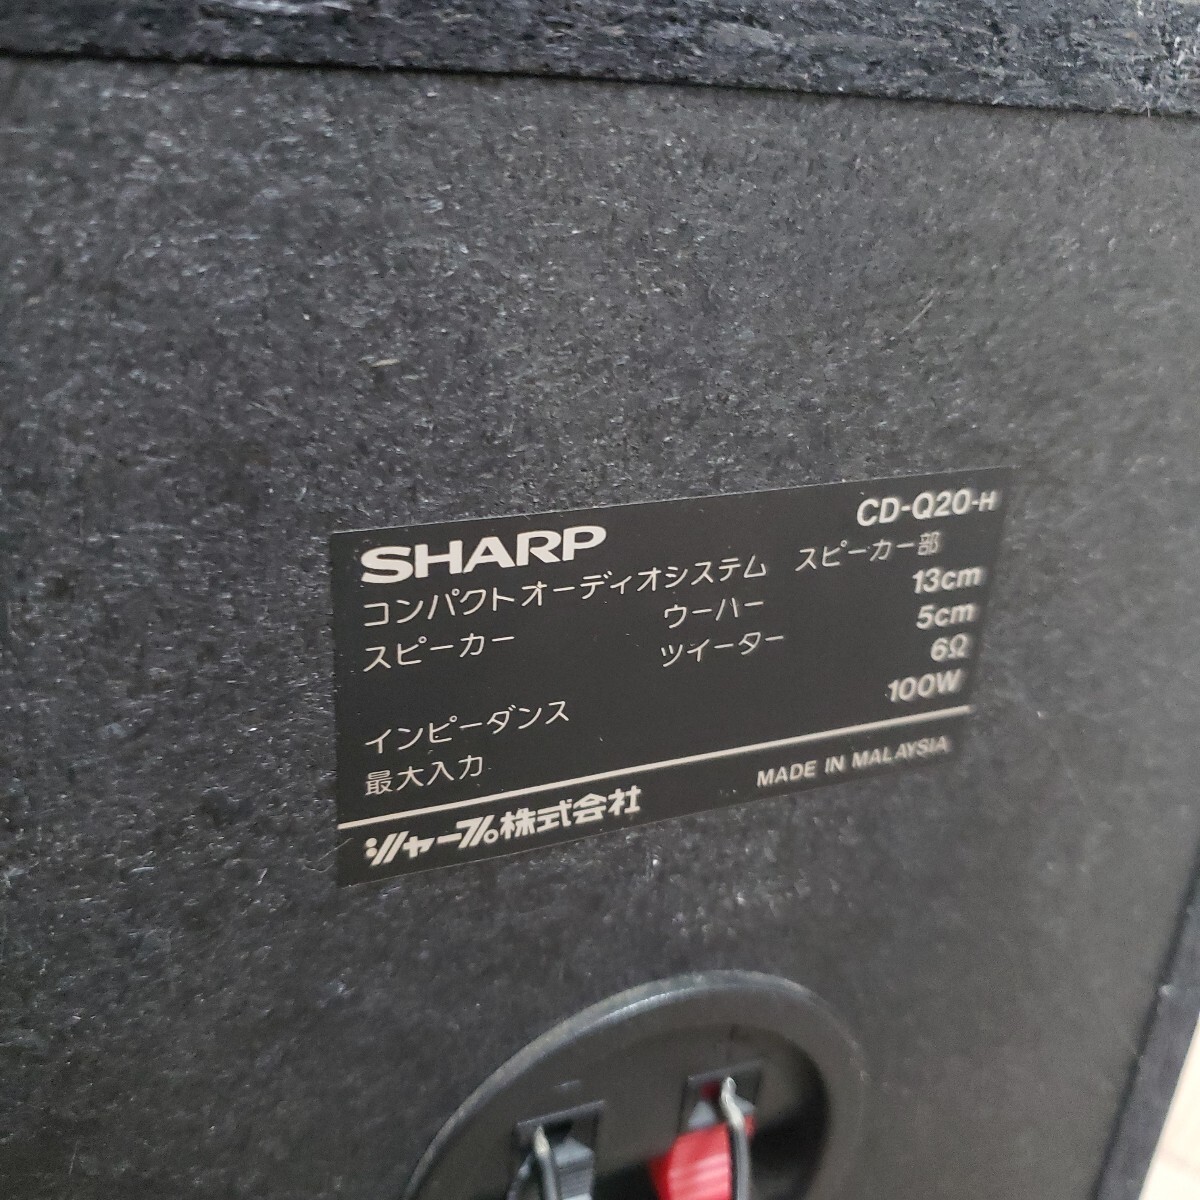 SHARP CD-Q20-H
コンパクトオーディオシステム スピーカー部
スピーカー ウーハー 13cm
ツイーター 5cm
インピーダンス 6Ω
最大入力 100W
シャープ株式会社 MADE IN MALAYSIA